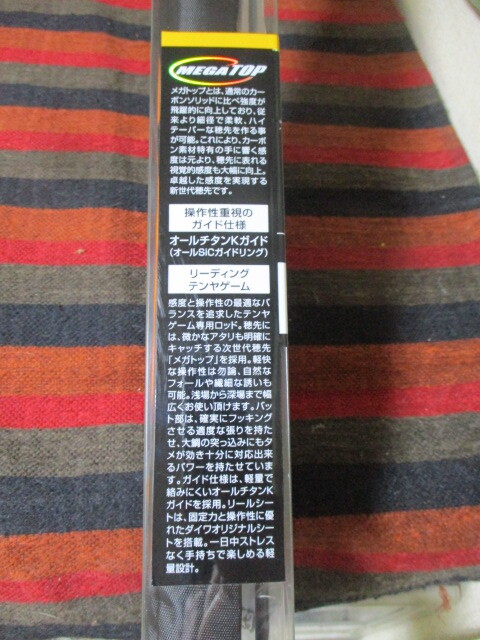 MEGATOP
メガトップとは、通常のカー
ボンソリッドに比べ強度が
飛躍的に向上しており、従
来より細径で柔軟、ハイ
テーパーな穂先を作る事
が可能。これにより、カーボ
ン素材特有の手に響く感
度は元より、穂先に表れる
視覚的感度も大幅に向上。
卓越した感度を実現する
新世代穂先です。
操作性重視の
ガイド仕様
オールチタンKガイド
(オールSiCガイドリング)
リーディング
テンヤゲーム
感度と操作性の最適なバ
ランスを追求したテンヤ
ゲーム専用ロッド。穂先に
は、微かなアタリも明確に
キャッチする次世代穂先
「メガトップ」を採用。軽快
な操作性は勿論、自然な
フォールや繊細な誘いも
可能。浅場から深場まで幅
広くお使い頂けます。バッ
ト部は、確実にフッキング
させる適度な張りを持た
せ、大鯛の突っ込みにもタ
メが効き十分に対応出来
るパワーを持たせていま
す。ガイド仕様は、軽量で
絡みにくいオールチタンK
ガイドを採用。リールシー
トは、固定力と操作性に優
れたダイワオリジナルシー
トを搭載。一日中ストレス
なく手持ちで楽しめる軽
量設計。